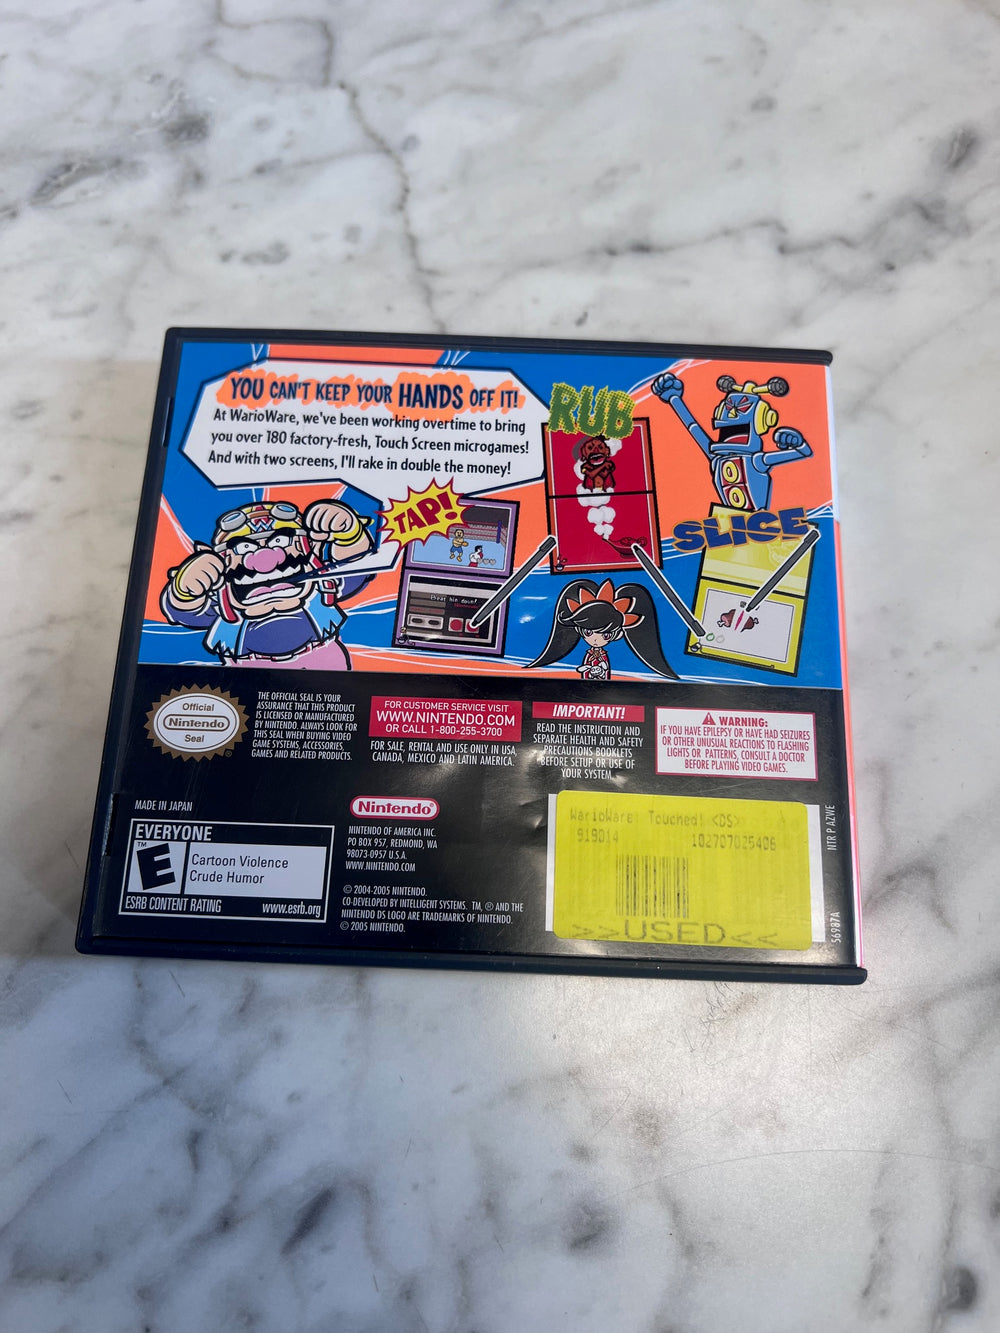 YOU CAN'T KEEP YOUR HANDS OFF IT!
At WarioWare, we've been working overtime to bring
you over 180 factory-fresh, Touch Screen microgames!
And with two screens, I'll rake in double the money!
RUB
TAP!
SLICE
Beat him down!
Official
Nintendo
Seal
THE OFFICIAL SEAL IS YOUR
ASSURANCE THAT THIS PRODUCT
IS LICENSED OR MANUFACTURED
BY NINTENDO. ALWAYS LOOK FOR
THIS SEAL WHEN BUYING VIDEO
GAME SYSTEMS, ACCESSORIES,
GAMES AND RELATED PRODUCTS.
FOR CUSTOMER SERVICE VISIT
WWW.NINTENDO.COM
OR CALL 1-800-255-3700
FOR SALE, RENTAL AND USE ONLY IN USA,
CANADA, MEXICO AND LATIN AMERICA.
IMPORTANT!
READ THE INSTRUCTION AND
SEPARATE HEALTH AND SAFETY
PRECAUTIONS BOOKLETS
BEFORE SETUP OR USE OF
YOUR SYSTEM.
WARNING:
IF YOU HAVE EPILEPSY OR HAVE HAD SEIZURES
OR OTHER UNUSUAL REACTIONS TO FLASHING
LIGHTS OR PATTERNS, CONSULT A DOCTOR
BEFORE PLAYING VIDEO GAMES.
MADE IN JAPAN
EVERYONE
E
TM
Cartoon Violence
Crude Humor
ESRB CONTENT RATING www.esrb.org
Nintendo®
NINTENDO OF AMERICA INC.
PO BOX 957, REDMOND, WA
98073-0957 U.S.A.
WWW.NINTENDO.COM
© 2004-2005 NINTENDO.
CO-DEVELOPED BY INTELLIGENT SYSTEMS. TM, ® AND THE
NINTENDO DS LOGO ARE TRADEMARKS OF NINTENDO.
© 2005 NINTENDO.
WarioWare: Touched! <DS>
919014 102707025406
>>USED<<
NTR P AZWE
56987A